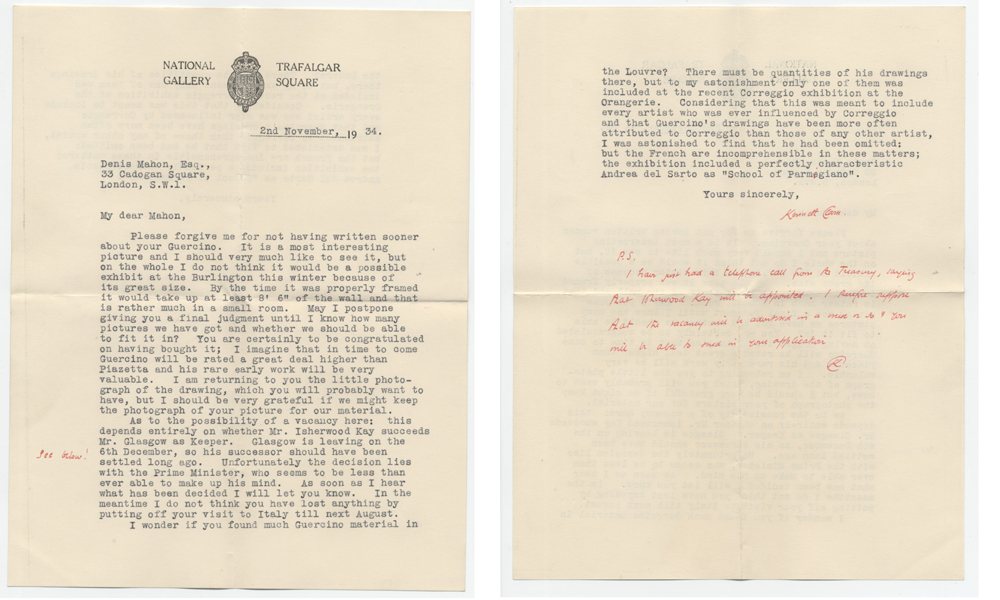 NATIONAL GALLERY
TRAFALGAR SQUARE
2nd November, 19 34.
Denis Mahon, Esq.,
33 Cadogan Square,
London, S.W.1.
My dear Mahon,
Please forgive me for not having written sooner
about your Guercino. It is a most interesting
picture and I should very much like to see it, but
on the whole I do not think it would be a possible
exhibit at the Burlington this winter because of
its great size. By the time it was properly framed
it would take up at least 8' 6" of the wall and that
is rather much in a small room. May I postpone
giving you a final judgment until I know how many
pictures we have got and whether we should be able
to fit it in? You are certainly to be congratulated
on having bought it; I imagine that in time to come
Guercino will be rated a great deal higher than
Piazetta and his rare early work will be very
valuable. I am returning to you the little photo-
graph of the drawing, which you will probably want to
have, but I should be very grateful if we might keep
the photograph of your picture for our material.
As to the possibility of a vacancy here: this
depends entirely on whether Mr. Isherwood Kay succeeds
Mr. Glasgow as Keeper. Glasgow is leaving on the
See below! 6th December, so his successor should have been
settled long ago. Unfortunately the decision lies
with the Prime Minister, who seems to be less than
ever able to make up his mind. As soon as I hear
what has been decided I will let you know. In the
meantime I do not think you have lost anything by
putting off your visit to Italy till next August.
I wonder if you found much Guercino material in
the Louvre? There must be quantities of his drawings
there, but to my astonishment only one of them was
included at the recent Correggio exhibition at the
Orangerie. Considering that this was meant to include
every artist who was ever influenced by Correggio
and that Guercino's drawings have been more often
attributed to Correggio than those of any other artist,
I was astonished to find that he had been omitted:
but the French are incomprehensible in these matters;
the exhibition included a perfectly characteristic
Andrea del Sarto as "School of Parmegiano".
Yours sincerely,
Kenneth Clark.
P.S.
I have just had a telephone call from the Treasury, saying
that Isherwood Kay will be appointed. I therefore suppose
that the vacancy will be advertised in a week or so & you
will be able to send in your application
K.